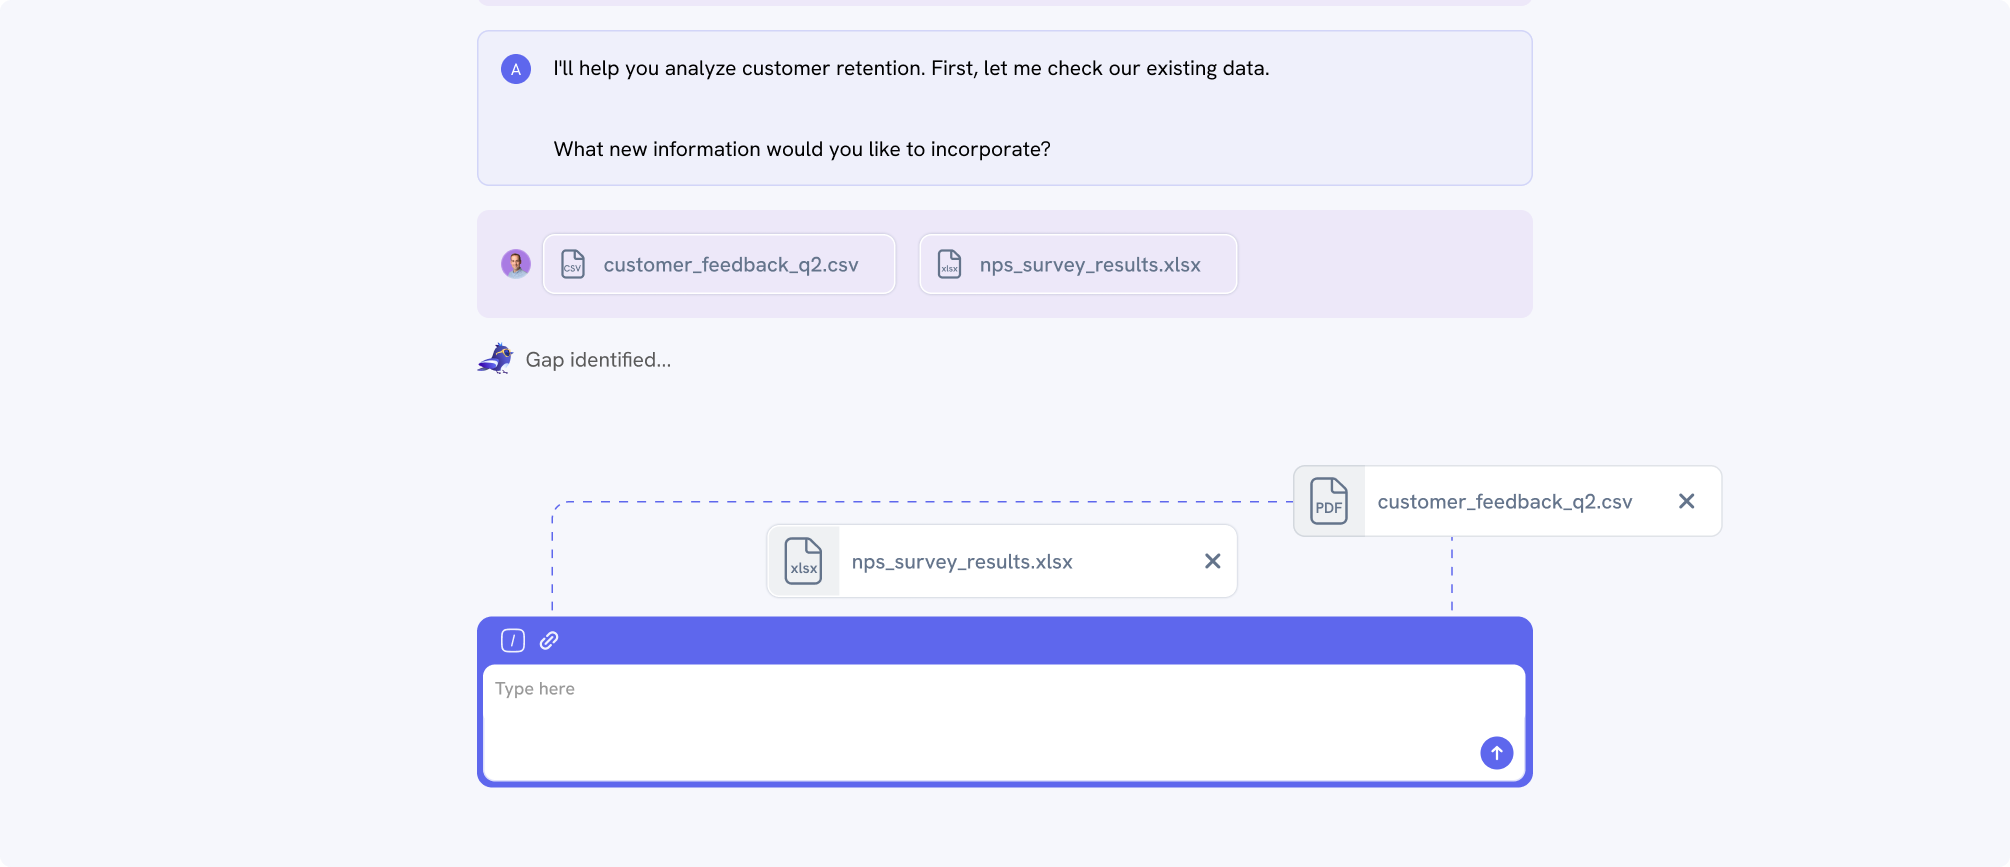 A
I'll help you analyze customer retention. First, let me check our existing data.
What new information would you like to incorporate?
CSV customer_feedback_q2.csv
xlsx nps_survey_results.xlsx
Gap identified...
PDF customer_feedback_q2.csv
xlsx nps_survey_results.xlsx
/
Type here